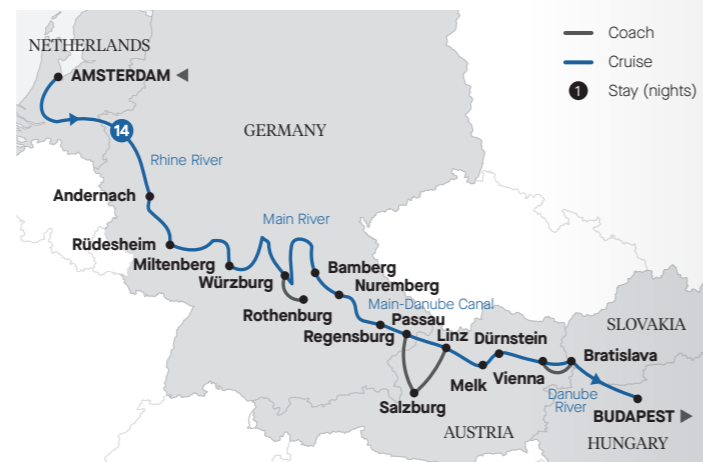 NETHERLANDS
AMSTERDAM
Coach
Cruise
1 Stay (nights)
14
GERMANY
Rhine River
Andernach
Main River
Rüdesheim
Miltenberg
Würzburg
Bamberg
Nuremberg
Rothenburg
Main-Danube Canal
Regensburg
Passau
Linz
Dürnstein
SLOVAKIA
Bratislava
Melk
Vienna
Salzburg
Danube
River
BUDAPEST
AUSTRIA
HUNGARY